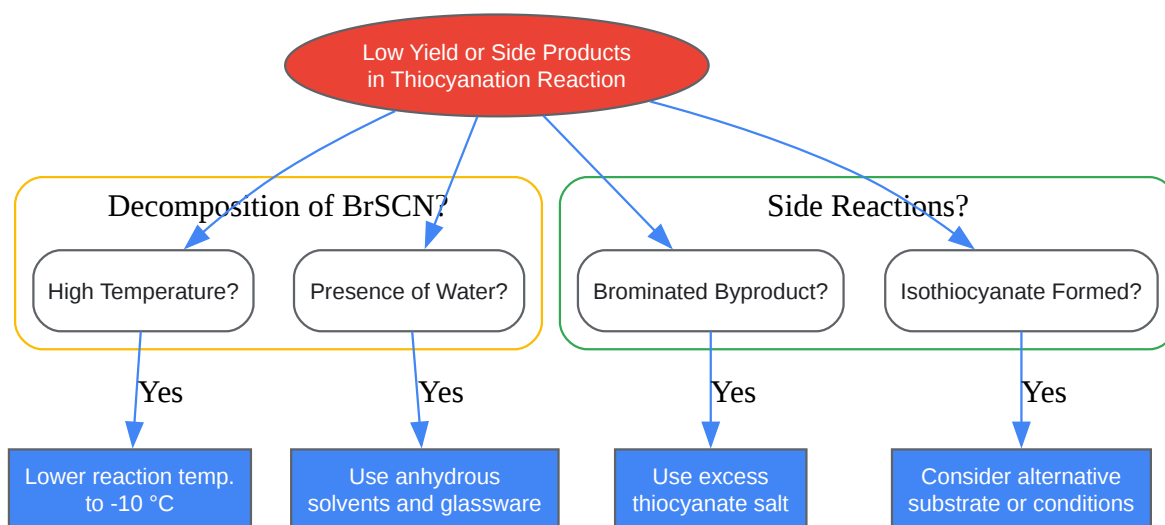 Low Yield or Side Products
in Thiocyanation Reaction
Decomposition of BrSCN?
Side Reactions?
High Temperature?
Presence of Water?
Brominated Byproduct?
Isothiocyanate Formed?
Yes
Yes
Yes
Yes
Lower reaction temp.
to -10 °C
Use anhydrous
solvents and glassware
Use excess
thiocyanate salt
Consider alternative
substrate or conditions